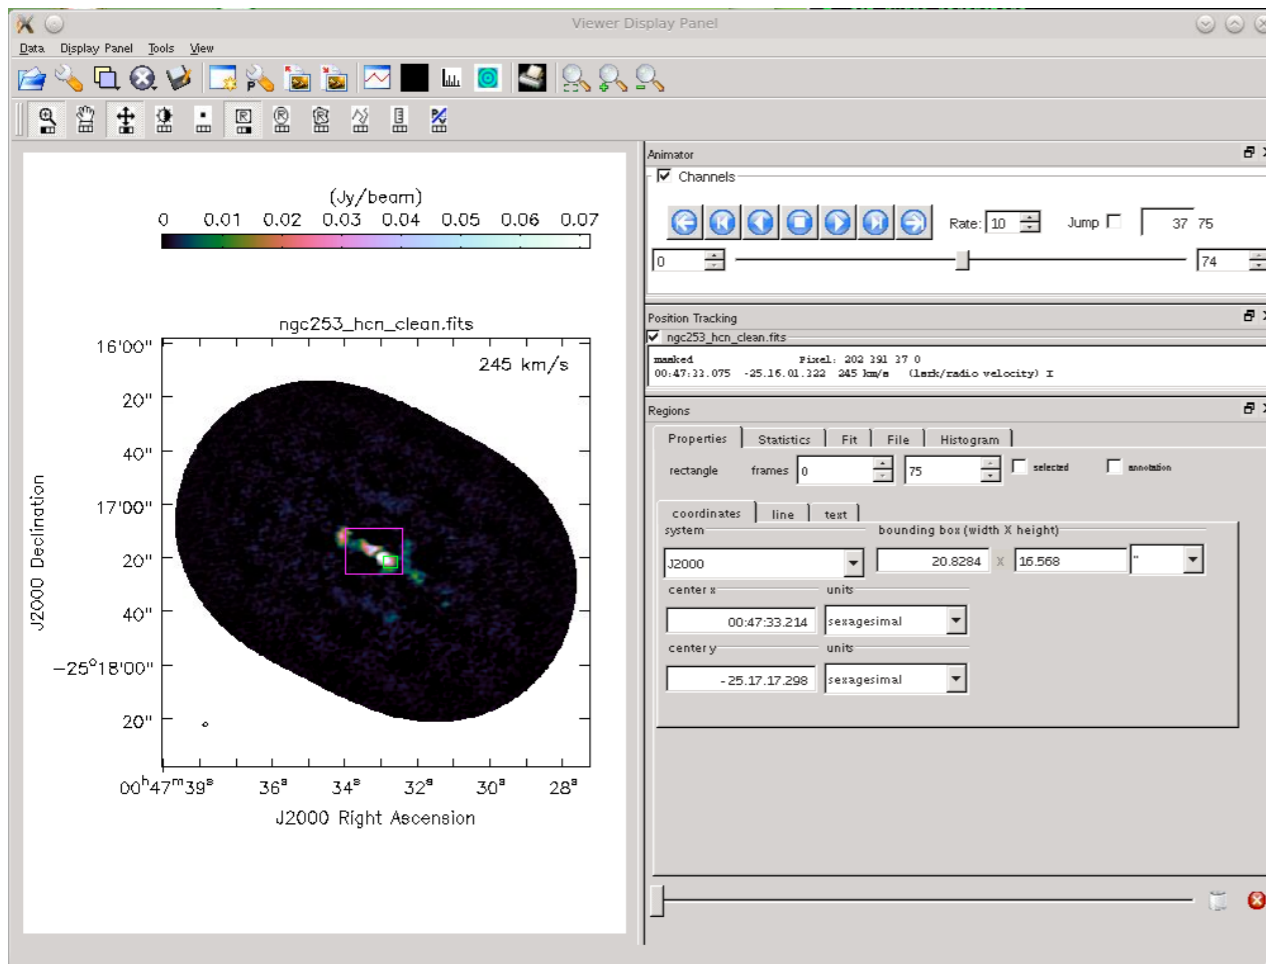 Viewer Display Panel
Data Display Panel Tools View
(Jy/beam)
0 0.01 0.02 0.03 0.04 0.05 0.06 0.07
ngc253_hcn_clean.fits
245 km/s
16'00"
20"
40"
17'00"
20"
40"
−25°18'00"
20"
J2000 Declination
00ʰ47ᵐ39ˢ 36ˢ 34ˢ 32ˢ 30ˢ 28ˢ
J2000 Right Ascension
Animator
Channels
Rate: 10 Jump 37 75
0 74
Position Tracking
ngc253_hcn_clean.fits
masked Pixel: 202 391 37 0
00:47:33.075 -25.16.01.322 245 km/s (lsrk/radio velocity) I
Regions
Properties Statistics Fit File Histogram
rectangle frames 0 75 selected annotation
coordinates line text
system bounding box (width X height)
J2000 20.8284 X 16.568 "
center x units
00:47:33.214 sexagesimal
center y units
-25.17.17.298 sexagesimal